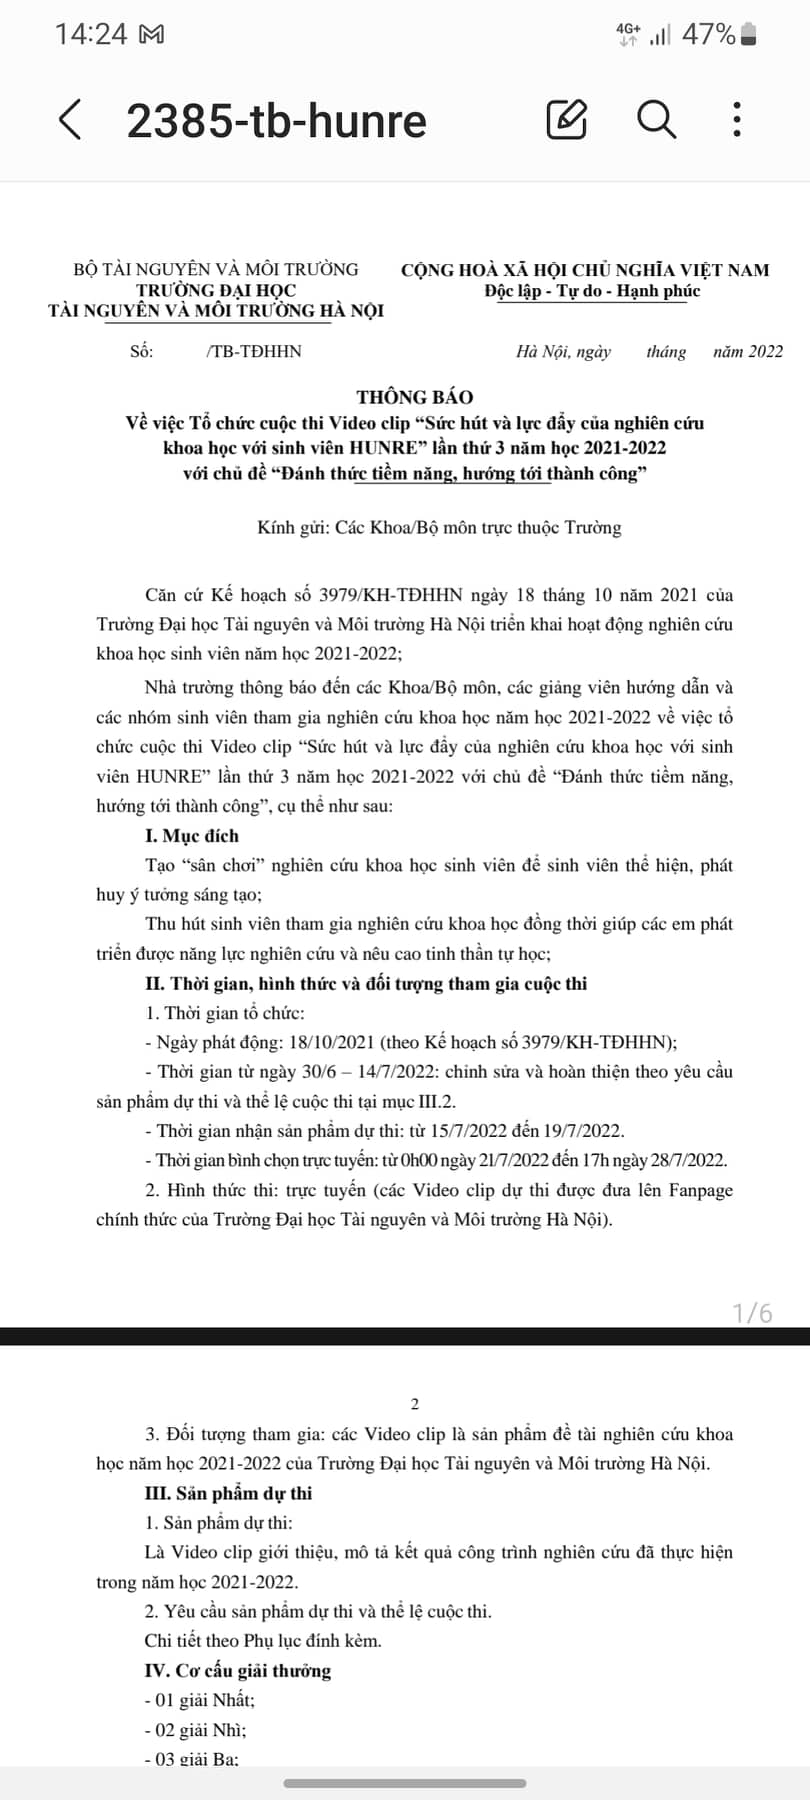 14:24
4G+ 47%
2385-tb-hunre
BỘ TÀI NGUYÊN VÀ MÔI TRƯỜNG
TRƯỜNG ĐẠI HỌC
TÀI NGUYÊN VÀ MÔI TRƯỜNG HÀ NỘI
CỘNG HOÀ XÃ HỘI CHỦ NGHĨA VIỆT NAM
Độc lập - Tự do - Hạnh phúc
Số: /TB-TĐHHN
Hà Nội, ngày tháng năm 2022
THÔNG BÁO
Về việc Tổ chức cuộc thi Video clip “Sức hút và lực đẩy của nghiên cứu
khoa học với sinh viên HUNRE” lần thứ 3 năm học 2021-2022
với chủ đề “Đánh thức tiềm năng, hướng tới thành công”
Kính gửi: Các Khoa/Bộ môn trực thuộc Trường
Căn cứ Kế hoạch số 3979/KH-TĐHHN ngày 18 tháng 10 năm 2021 của
Trường Đại học Tài nguyên và Môi trường Hà Nội triển khai hoạt động nghiên cứu
khoa học sinh viên năm học 2021-2022;
Nhà trường thông báo đến các Khoa/Bộ môn, các giảng viên hướng dẫn và
các nhóm sinh viên tham gia nghiên cứu khoa học năm học 2021-2022 về việc tổ
chức cuộc thi Video clip “Sức hút và lực đẩy của nghiên cứu khoa học với sinh
viên HUNRE” lần thứ 3 năm học 2021-2022 với chủ đề “Đánh thức tiềm năng,
hướng tới thành công”, cụ thể như sau:
I. Mục đích
Tạo “sân chơi” nghiên cứu khoa học sinh viên để sinh viên thể hiện, phát
huy ý tưởng sáng tạo;
Thu hút sinh viên tham gia nghiên cứu khoa học đồng thời giúp các em phát
triển được năng lực nghiên cứu và nêu cao tinh thần tự học;
II. Thời gian, hình thức và đối tượng tham gia cuộc thi
1. Thời gian tổ chức:
- Ngày phát động: 18/10/2021 (theo Kế hoạch số 3979/KH-TĐHHN);
- Thời gian từ ngày 30/6 – 14/7/2022: chỉnh sửa và hoàn thiện theo yêu cầu
sản phẩm dự thi và thể lệ cuộc thi tại mục III.2.
- Thời gian nhận sản phẩm dự thi: từ 15/7/2022 đến 19/7/2022.
- Thời gian bình chọn trực tuyến: từ 0h00 ngày 21/7/2022 đến 17h ngày 28/7/2022.
2. Hình thức thi: trực tuyến (các Video clip dự thi được đưa lên Fanpage
chính thức của Trường Đại học Tài nguyên và Môi trường Hà Nội).
1/6
2
3. Đối tượng tham gia: các Video clip là sản phẩm đề tài nghiên cứu khoa
học năm học 2021-2022 của Trường Đại học Tài nguyên và Môi trường Hà Nội.
III. Sản phẩm dự thi
1. Sản phẩm dự thi:
Là Video clip giới thiệu, mô tả kết quả công trình nghiên cứu đã thực hiện
trong năm học 2021-2022.
2. Yêu cầu sản phẩm dự thi và thể lệ cuộc thi.
Chi tiết theo Phụ lục đính kèm.
IV. Cơ cấu giải thưởng
- 01 giải Nhất;
- 02 giải Nhì;
- 03 giải Ba;